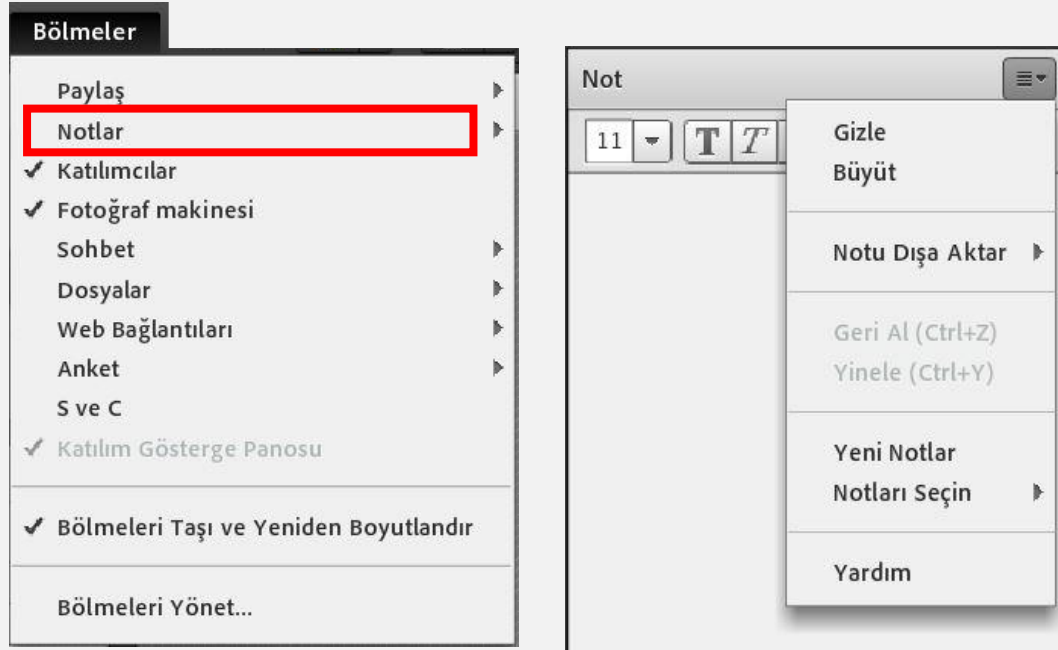 Bölmeler
Paylaş
Notlar
Katılımcılar
Fotoğraf makinesi
Sohbet
Dosyalar
Web Bağlantıları
Anket
S ve C
Katılım Gösterge Panosu
Bölmeleri Taşı ve Yeniden Boyutlandır
Bölmeleri Yönet...
Not
11 T T
Gizle
Büyüt
Notu Dışa Aktar
Geri Al (Ctrl+Z)
Yinele (Ctrl+Y)
Yeni Notlar
Notları Seçin
Yardım